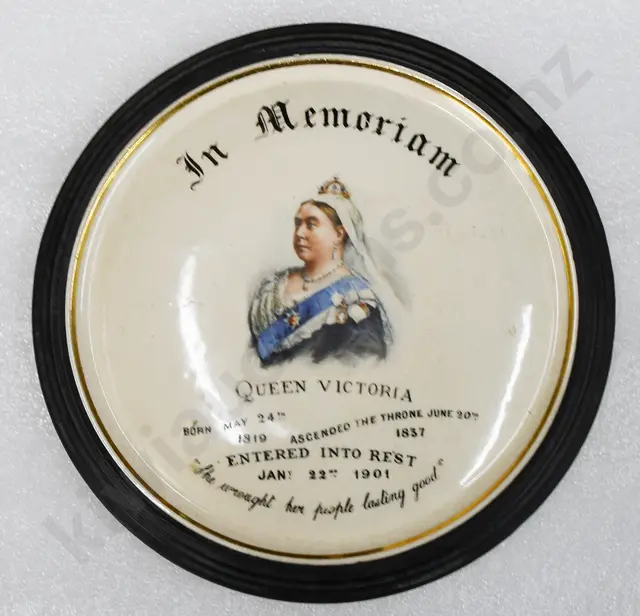 In Memoriam
QUEEN VICTORIA
BORN MAY 24TH 1819 ASCENDED THE THRONE JUNE 20TH 1837
ENTERED INTO REST
JANY 22ND 1901
"She wrought her people lasting good"